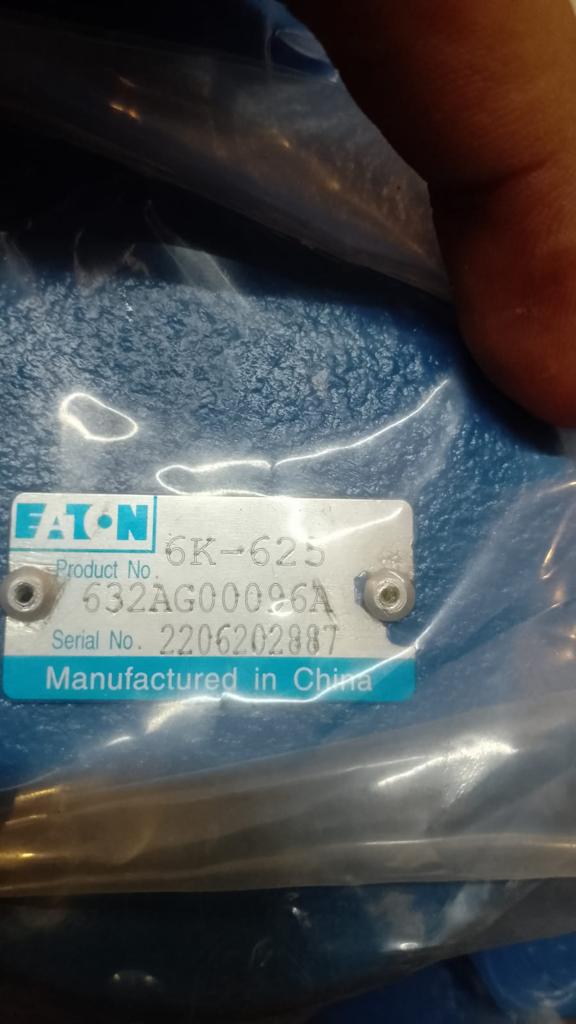 EATON
6K-625
Product No.
632AG00096A
Serial No. 2206202887
Manufactured in China